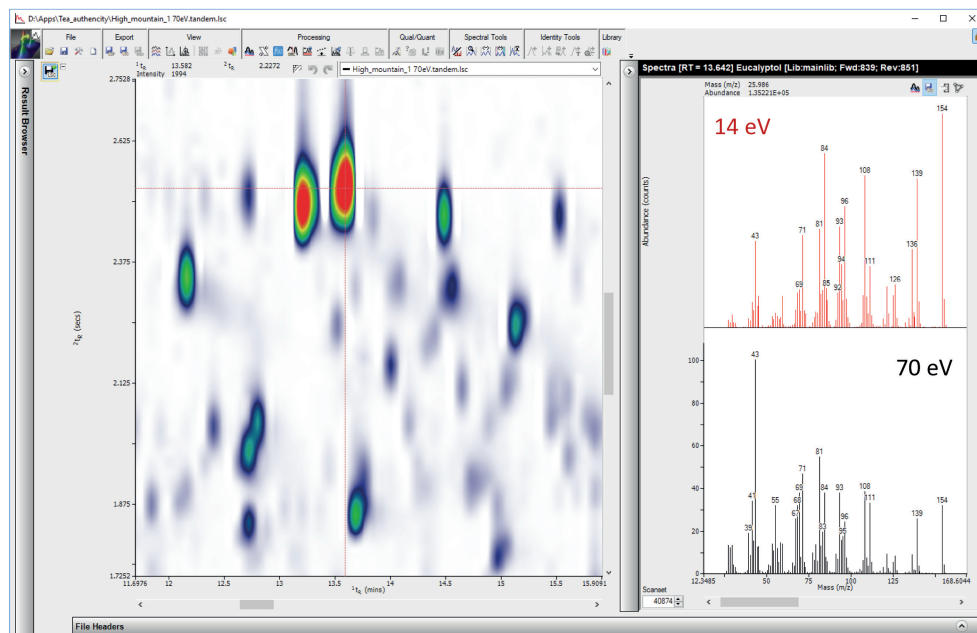 D:\Apps\Tea_authencity\High_mountain_1 70eV.tandem.lsc
File Export View Processing Qual/Quant Spectral Tools Identity Tools Library
¹tR 13.582 ²tR 2.2272
Intensity 1994
High_mountain_1 70eV.tandem.lsc
Result Browser
2.7528
2.625
2.375
2.125
1.875
1.7252
²tR (secs)
11.6976 12 12.5 13 13.5 14 14.5 15 15.5 15.9091
¹tR (mins)
Spectra [RT = 13.642] Eucalyptol [Lib:mainlib; Fwd:839; Rev:851]
Mass (m/z) 25.986
Abundance 1.35221E+05
14 eV
154
84
108
139
96
93
81
71
43
94
136
111
69
85
92
126
Abundance (counts)
70 eV
100
80
60
40
20
0
43
81
71
69
84
93
108
41
55
68
111
154
67
96
139
39
83
95
12.3485 50 75 100 125 168.6044
Mass (m/z)
Scanset
40874
File Headers